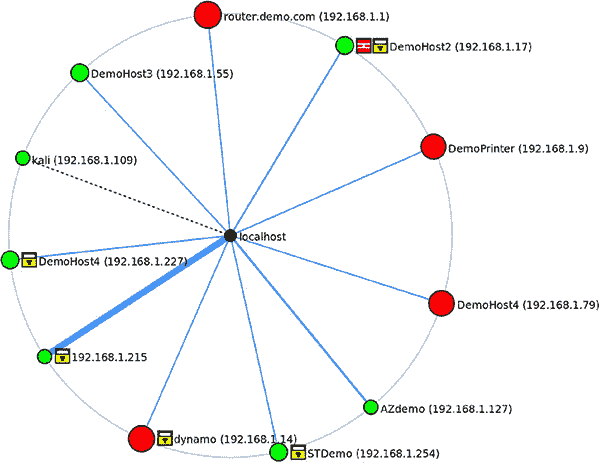 router.demo.com (192.168.1.1)
DemoHost2 (192.168.1.17)
DemoHost3 (192.168.1.55)
DemoPrinter (192.168.1.9)
kali (192.168.1.109)
localhost
DemoHost4 (192.168.1.227)
DemoHost4 (192.168.1.79)
192.168.1.215
AZdemo (192.168.1.127)
dynamo (192.168.1.14)
STDemo (192.168.1.254)